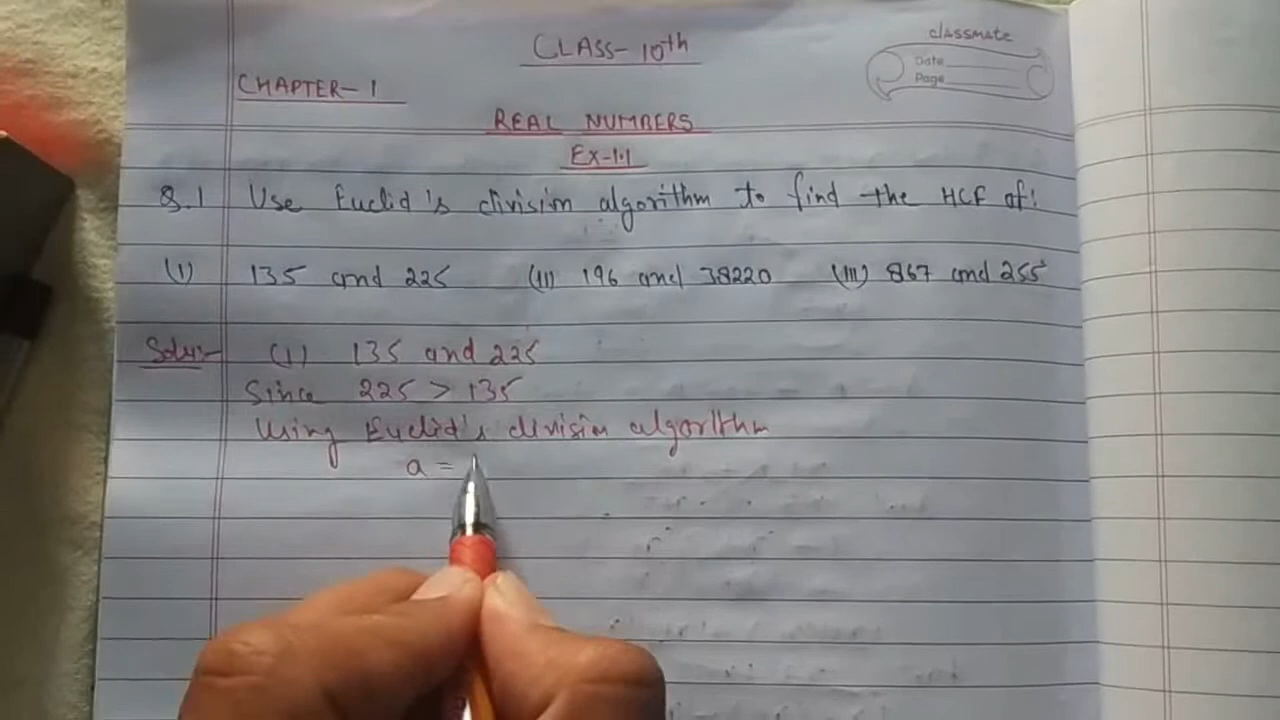 CLASS- 10th
classmate
Date
Page
CHAPTER- 1
REAL NUMBERS
Ex-1.1
Q.1 Use Euclid's division algorithm to find the HCF of:
(I) 135 and 225 (II) 196 and 38220 (III) 867 and 255
Solu:- (I) 135 and 225
Since 225 > 135
Using Euclid's division algorithm
a =